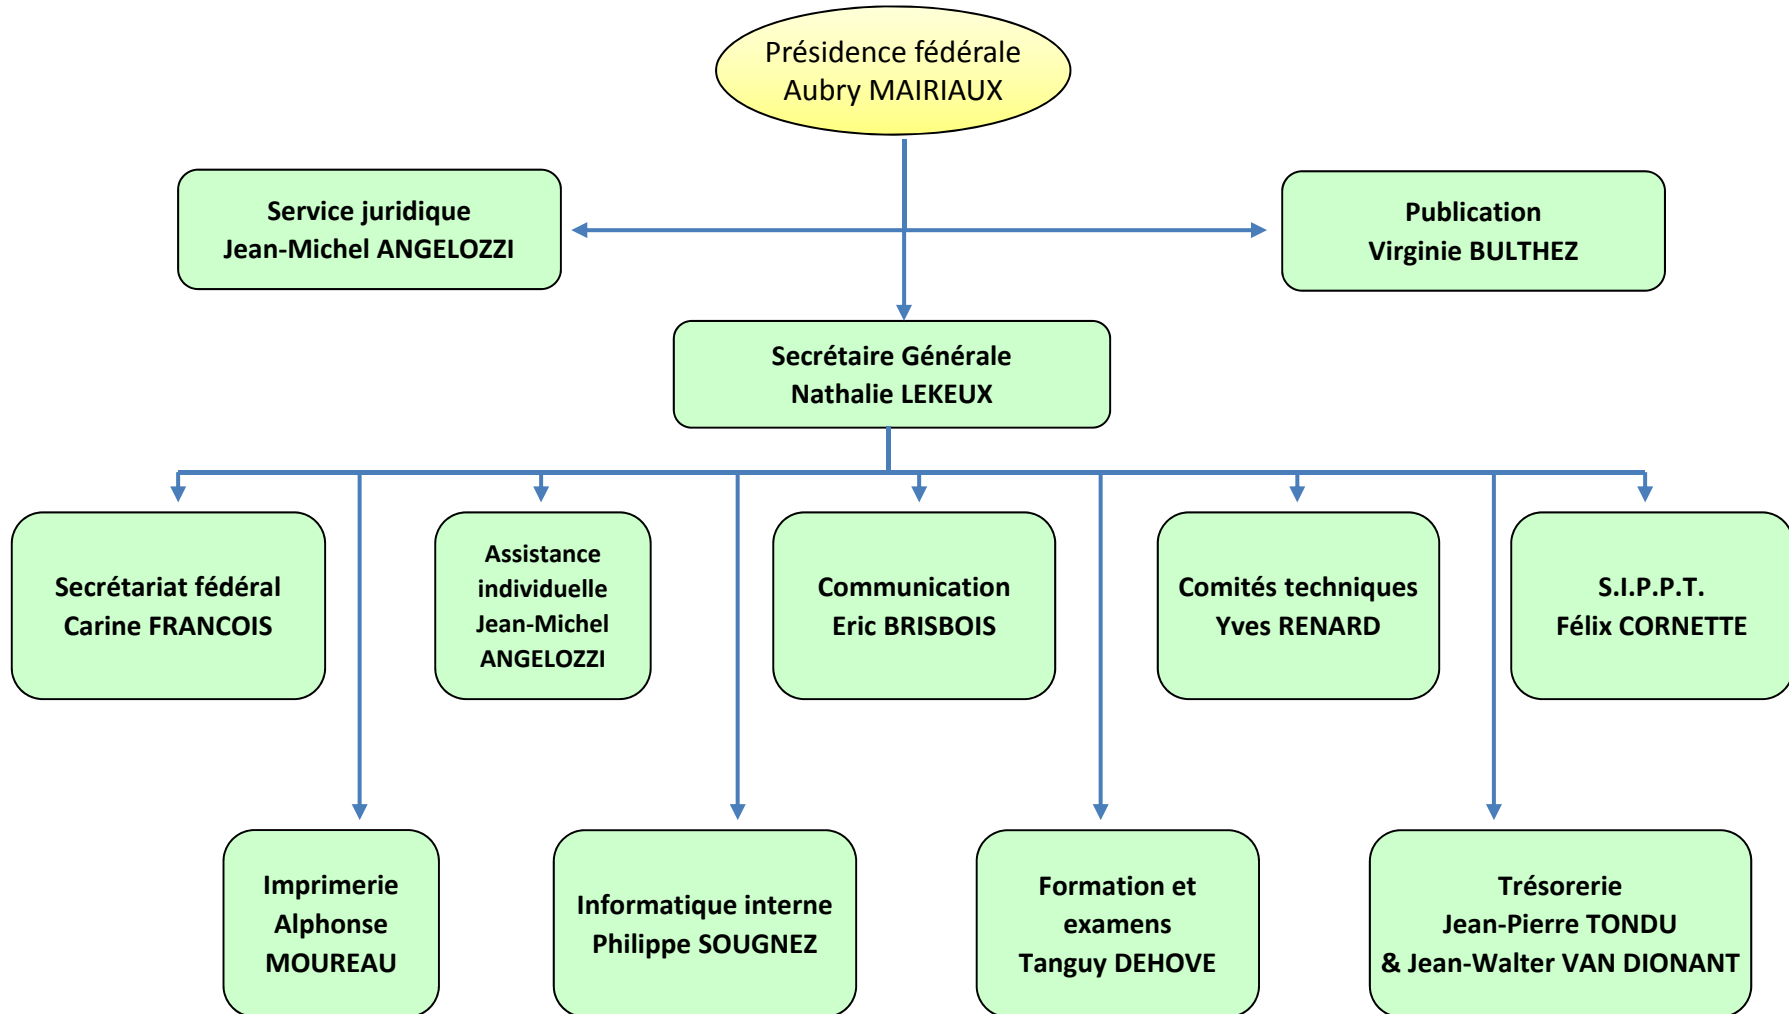 Présidence fédérale
Aubry MAIRIAUX
Service juridique
Jean-Michel ANGELOZZI
Publication
Virginie BULTHEZ
Secrétaire Générale
Nathalie LEKEUX
Secrétariat fédéral
Carine FRANCOIS
Assistance
individuelle
Jean-Michel
ANGELOZZI
Communication
Eric BRISBOIS
Comités techniques
Yves RENARD
S.I.P.P.T.
Félix CORNETTE
Imprimerie
Alphonse
MOUREAU
Informatique interne
Philippe SOUGNEZ
Formation et
examens
Tanguy DEHOVE
Trésorerie
Jean-Pierre TONDU
& Jean-Walter VAN DIONANT